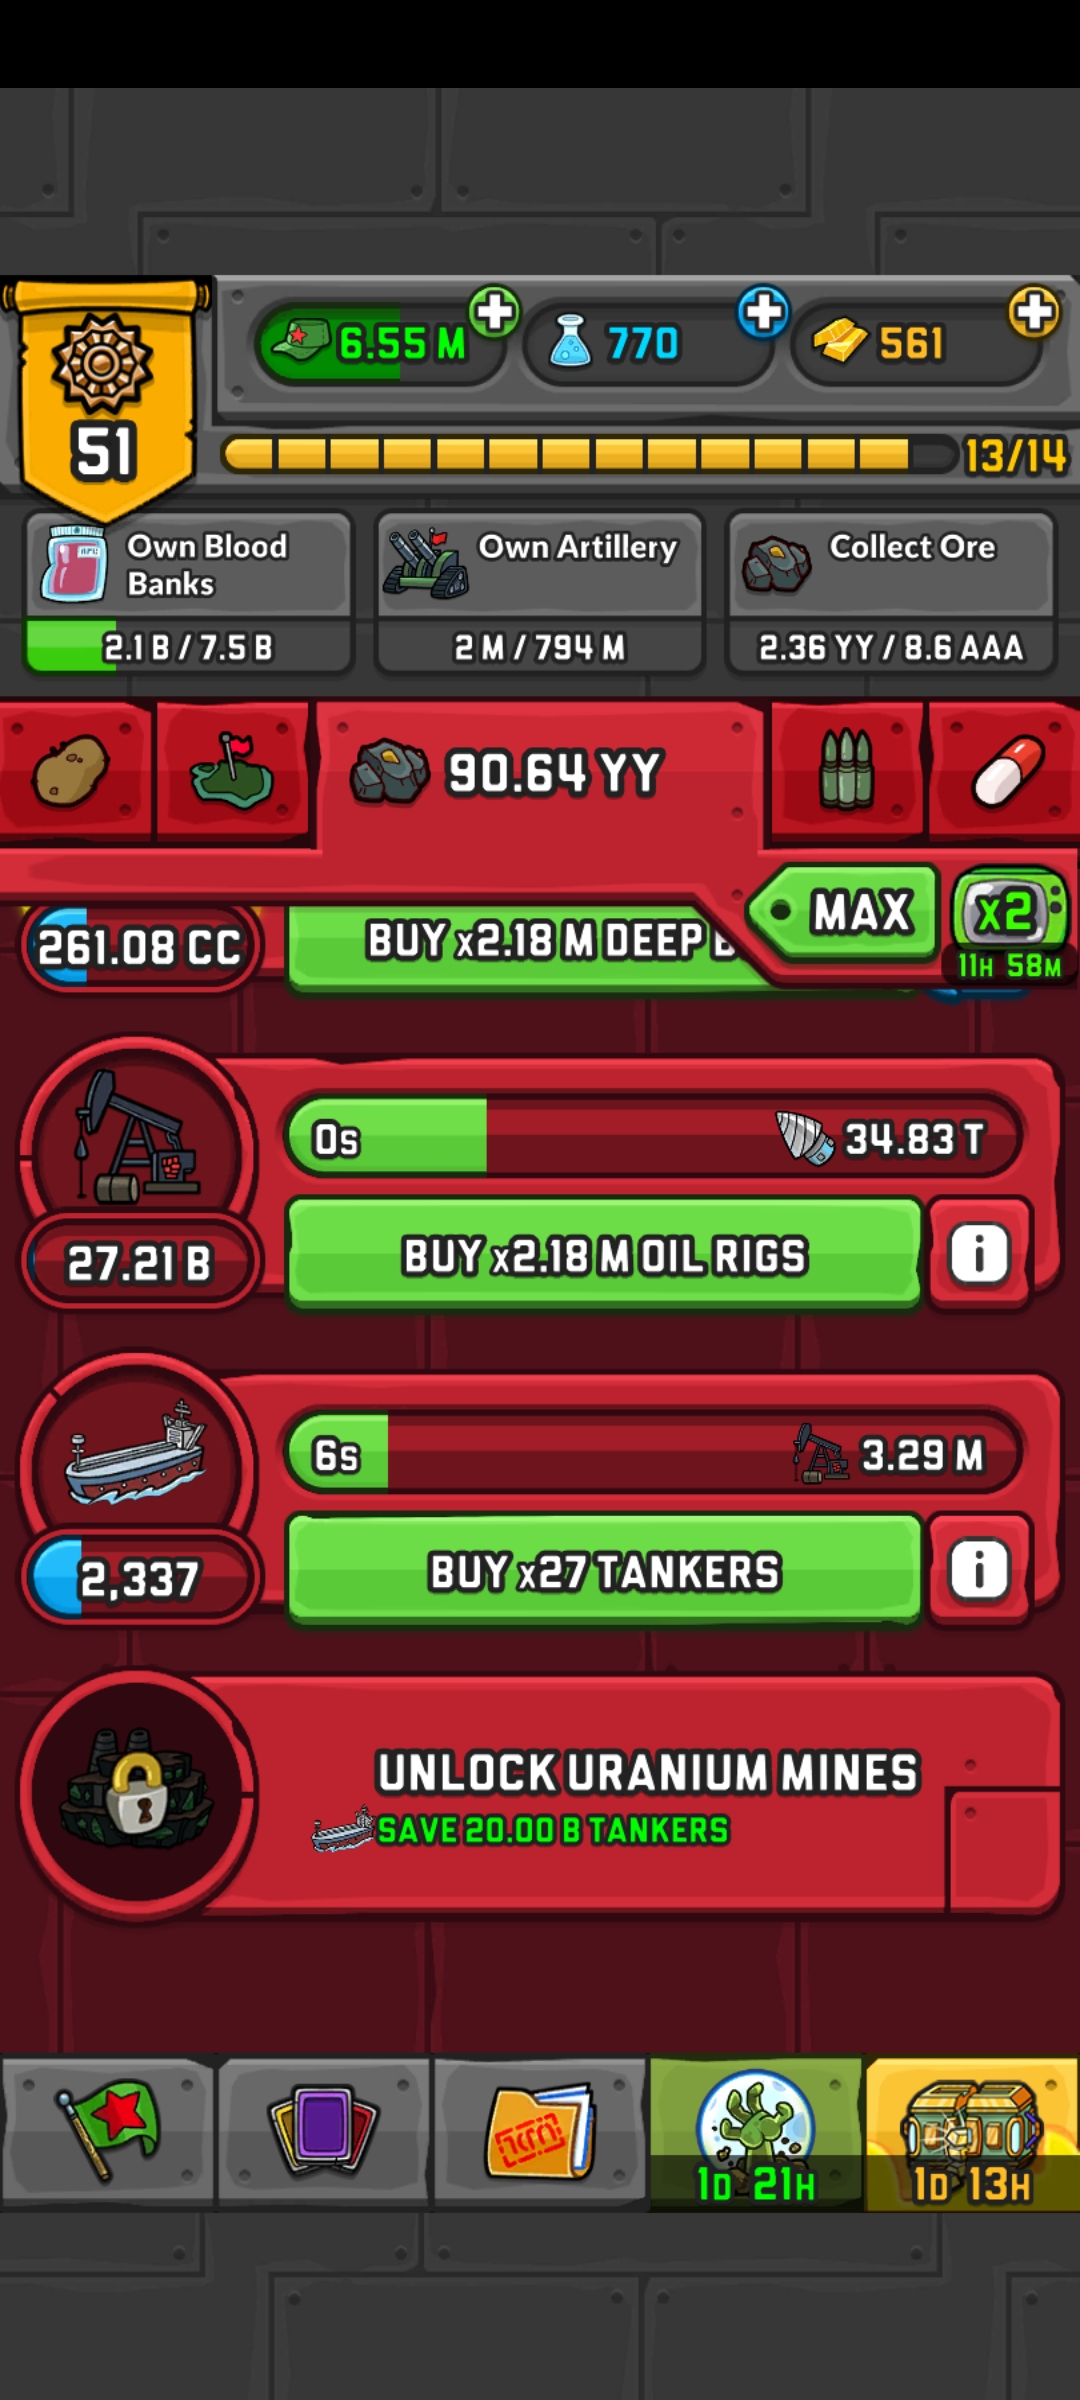 6.55 M
770
561
51
13/14
Own Blood
Banks
2.1 B / 7.5 B
Own Artillery
2 M / 794 M
Collect Ore
2.36 YY / 8.6 AAA
90.64 YY
MAX
x2
11H 58M
261.08 CC
BUY x2.18 M DEEP
0s
34.83 T
27.21 B
BUY x2.18 M OIL RIGS
i
6s
3.29 M
2,337
BUY x27 TANKERS
i
UNLOCK URANIUM MINES
SAVE 20.00 B TANKERS
1D 21H
1D 13H